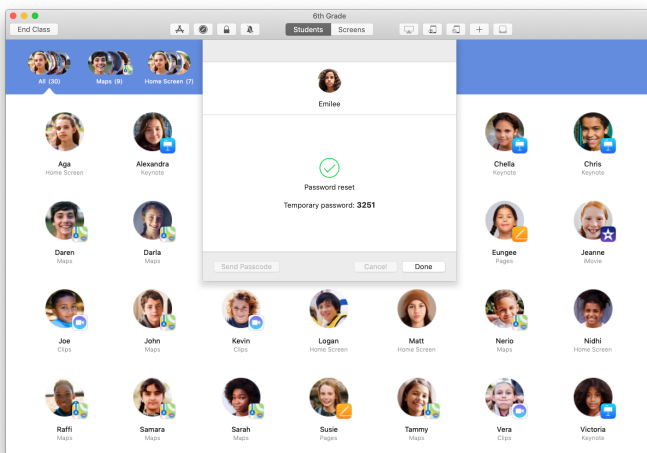 6th Grade
End Class
Students Screens
All (30) Maps (9) Home Screen (7)
Emilee
Password reset
Temporary password: 3251
Send Passcode Cancel Done
Aga Alexandra Chella Chris
Home Screen Keynote Keynote Keynote
Daren Daria Eungee Jeanne
Maps Maps Pages iMovie
Joe John Kevin Logan Matt Nerio Nidhi
Clips Maps Clips Home Screen Home Screen Maps Home Screen
Raffi Samara Sarah Susie Tammy Vera Victoria
Maps Maps Maps Pages Maps Clips Keynote